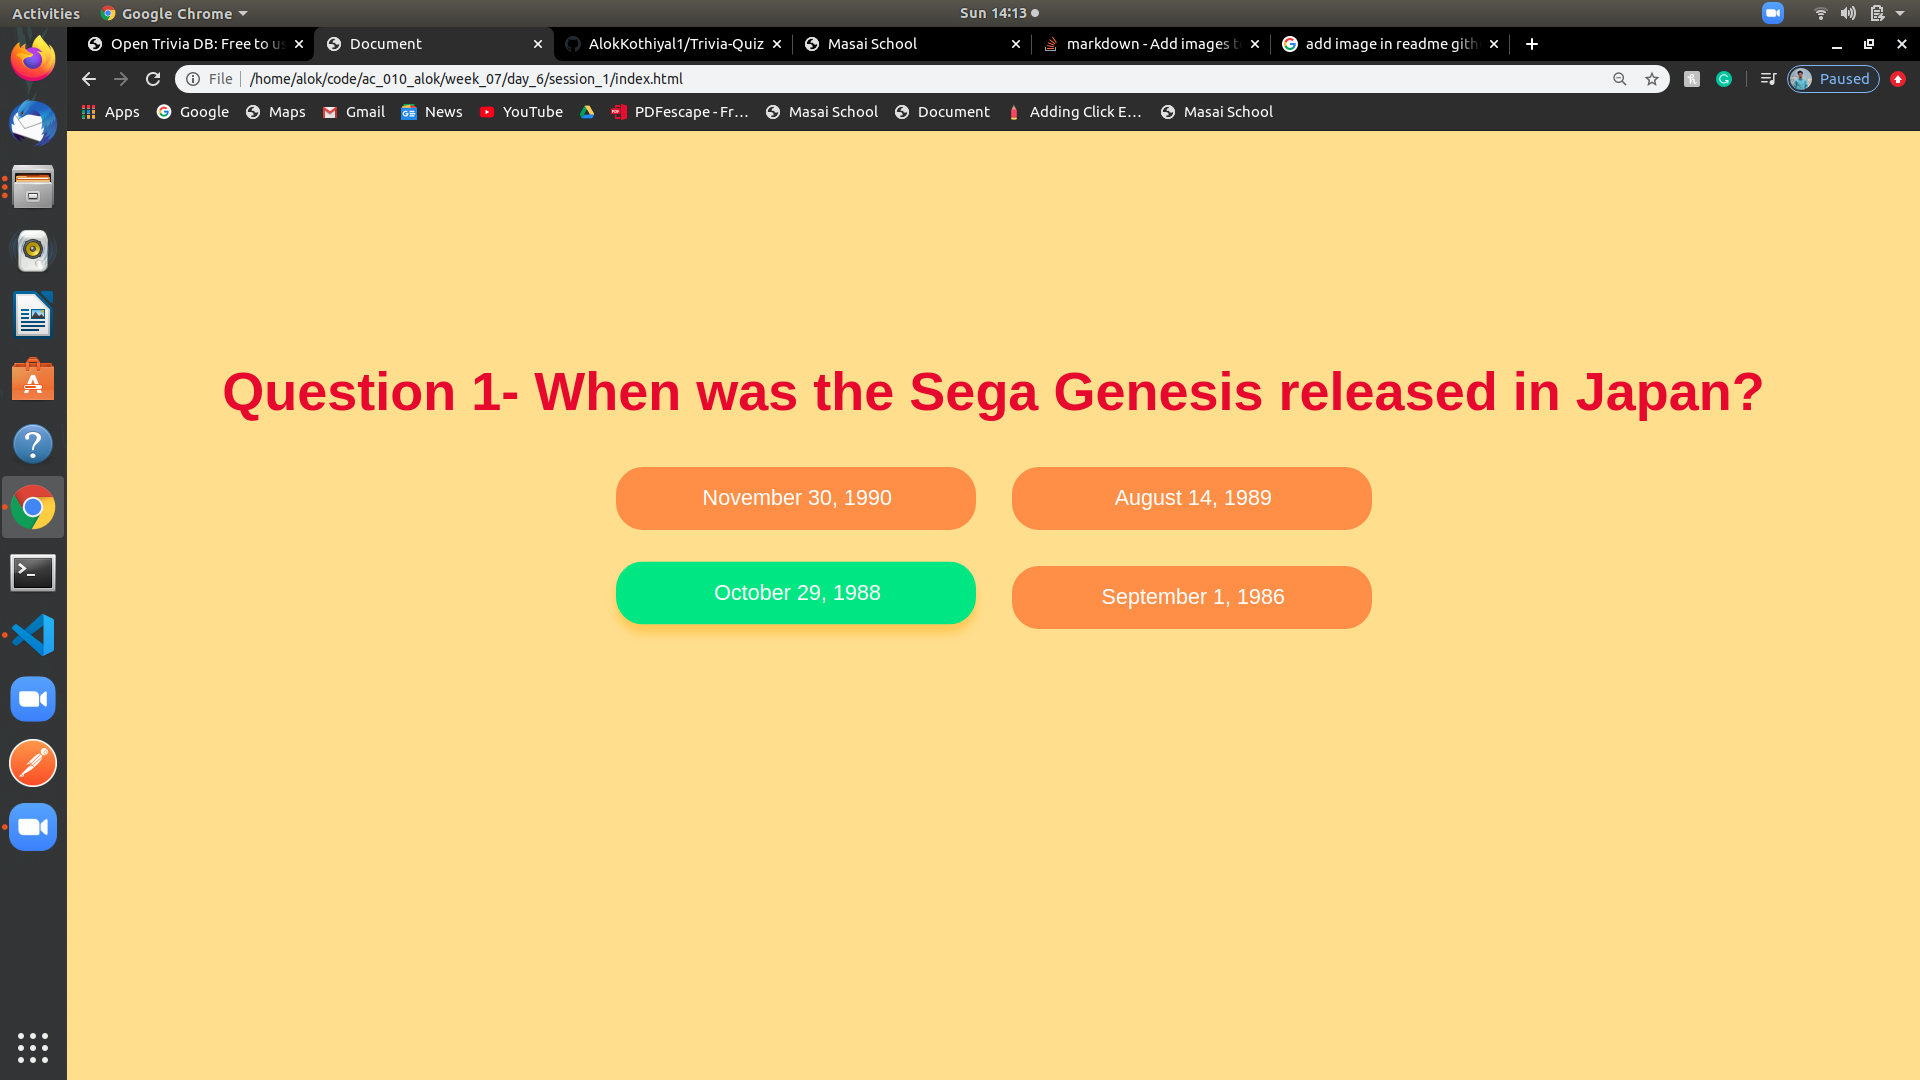 Activities Google Chrome Sun 14:13
Open Trivia DB: Free to us Document AlokKothiyal1/Trivia-Quiz Masai School markdown - Add images to add image in readme gith
File /home/alok/code/ac_010_alok/week_07/day_6/session_1/index.html Paused
Apps Google Maps Gmail News YouTube PDFescape - Fr... Masai School Document Adding Click E... Masai School
Question 1- When was the Sega Genesis released in Japan?
November 30, 1990 August 14, 1989
October 29, 1988 September 1, 1986